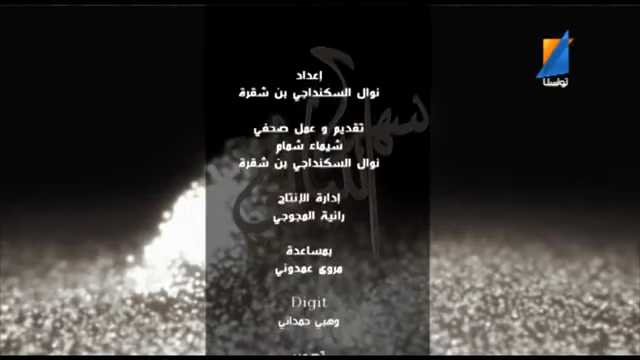 تونسنا
إعداد
نوال السكنداجي بن شقرة
تقديم و عمل صحفي
شيماء شمام
نوال السكنداجي بن شقرة
إدارة الإنتاج
رانية المجوجي
بمساعدة
مروى عمدوني
Digit
وهبي حمداني